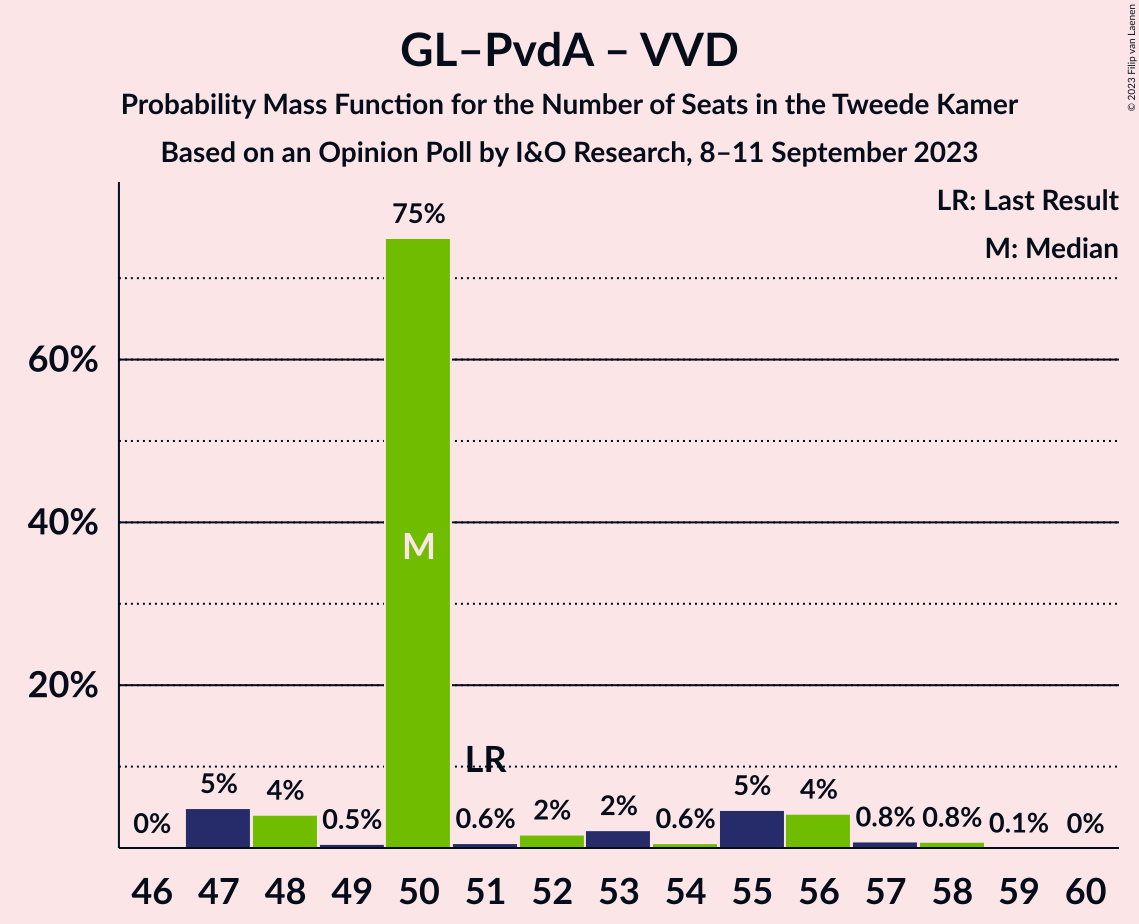 GL–PvdA – VVD
Probability Mass Function for the Number of Seats in the Tweede Kamer
Based on an Opinion Poll by I&O Research, 8–11 September 2023
© 2023 Filip van Laenen
LR: Last Result
M: Median
60%
40%
20%
0%
5%
4%
0.5%
75%
M
LR
0.6%
2%
2%
0.6%
5%
4%
0.8%
0.8%
0.1%
0%
46 47 48 49 50 51 52 53 54 55 56 57 58 59 60